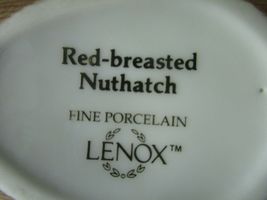 Red-breasted
Nuthatch
FINE PORCELAIN
LENOX™